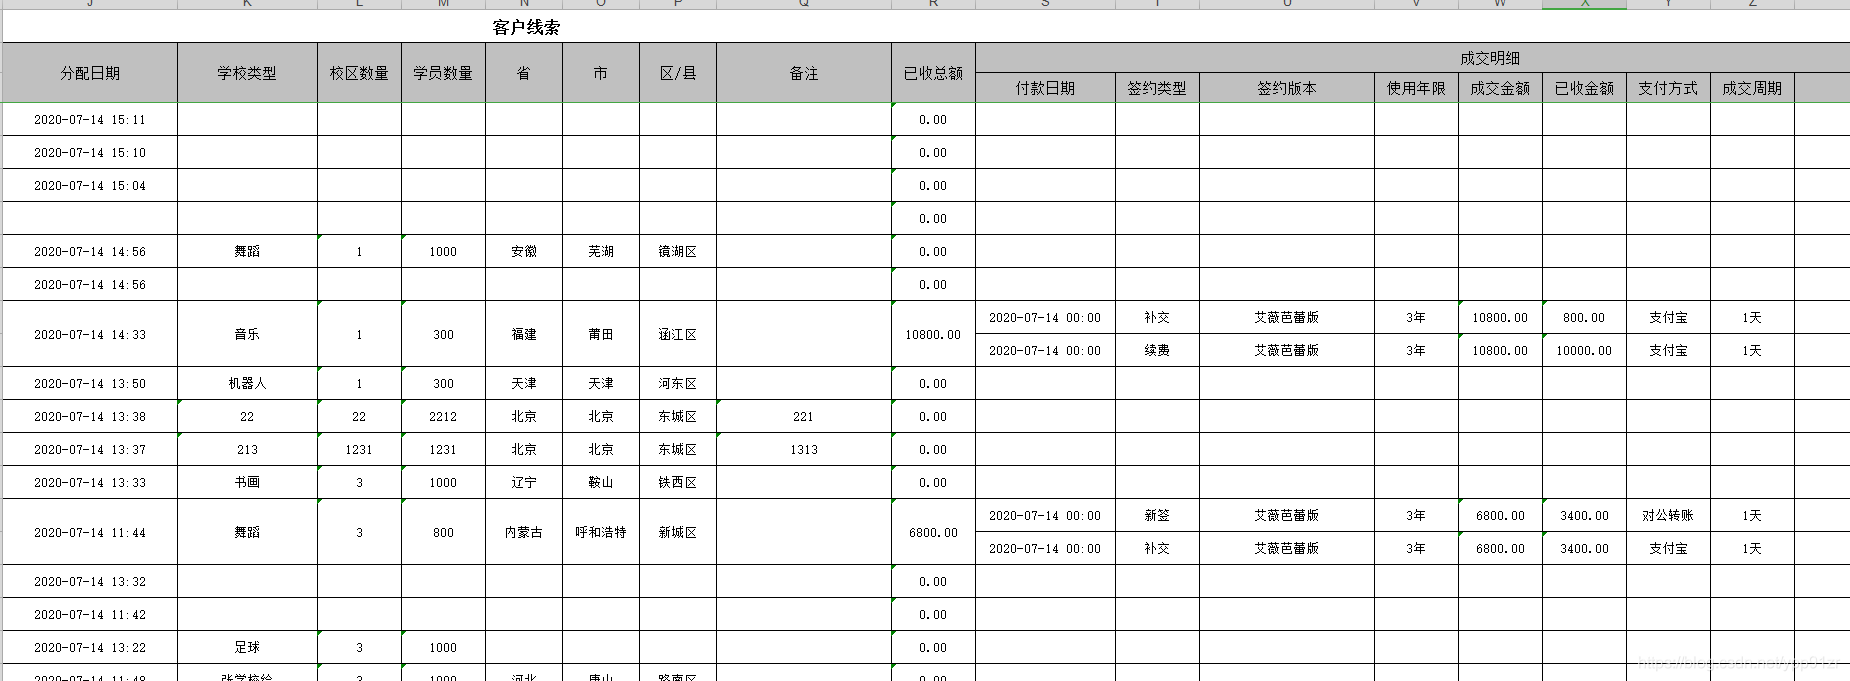 J K L M N O P Q R S T U V W X Y Z
客户线索
成交明细
分配日期 学校类型 校区数量 学员数量 省 市 区/县 备注 已收总额 付款日期 签约类型 签约版本 使用年限 成交金额 已收金额 支付方式 成交周期
2020-07-14 15:11 0.00
2020-07-14 15:10 0.00
2020-07-14 15:04 0.00
0.00
2020-07-14 14:56 舞蹈 1 1000 安徽 芜湖 镜湖区 0.00
2020-07-14 14:56 0.00
2020-07-14 14:33 音乐 1 300 福建 莆田 涵江区 10800.00 2020-07-14 00:00 补交 艾薇芭蕾版 3年 10800.00 800.00 支付宝 1天
2020-07-14 00:00 续费 艾薇芭蕾版 3年 10800.00 10000.00 支付宝 1天
2020-07-14 13:50 机器人 1 300 天津 天津 河东区 0.00
2020-07-14 13:38 22 22 2212 北京 北京 东城区 221 0.00
2020-07-14 13:37 213 1231 1231 北京 北京 东城区 1313 0.00
2020-07-14 13:33 书画 3 1000 辽宁 鞍山 铁西区 0.00
2020-07-14 11:44 舞蹈 3 800 内蒙古 呼和浩特 新城区 6800.00 2020-07-14 00:00 新签 艾薇芭蕾版 3年 6800.00 3400.00 对公转账 1天
2020-07-14 00:00 补交 艾薇芭蕾版 3年 6800.00 3400.00 支付宝 1天
2020-07-14 13:32 0.00
2020-07-14 11:42 0.00
2020-07-14 13:22 足球 3 1000 0.00
2020-07-14 11:48 3 1000 河北 唐山 路南区 0.00